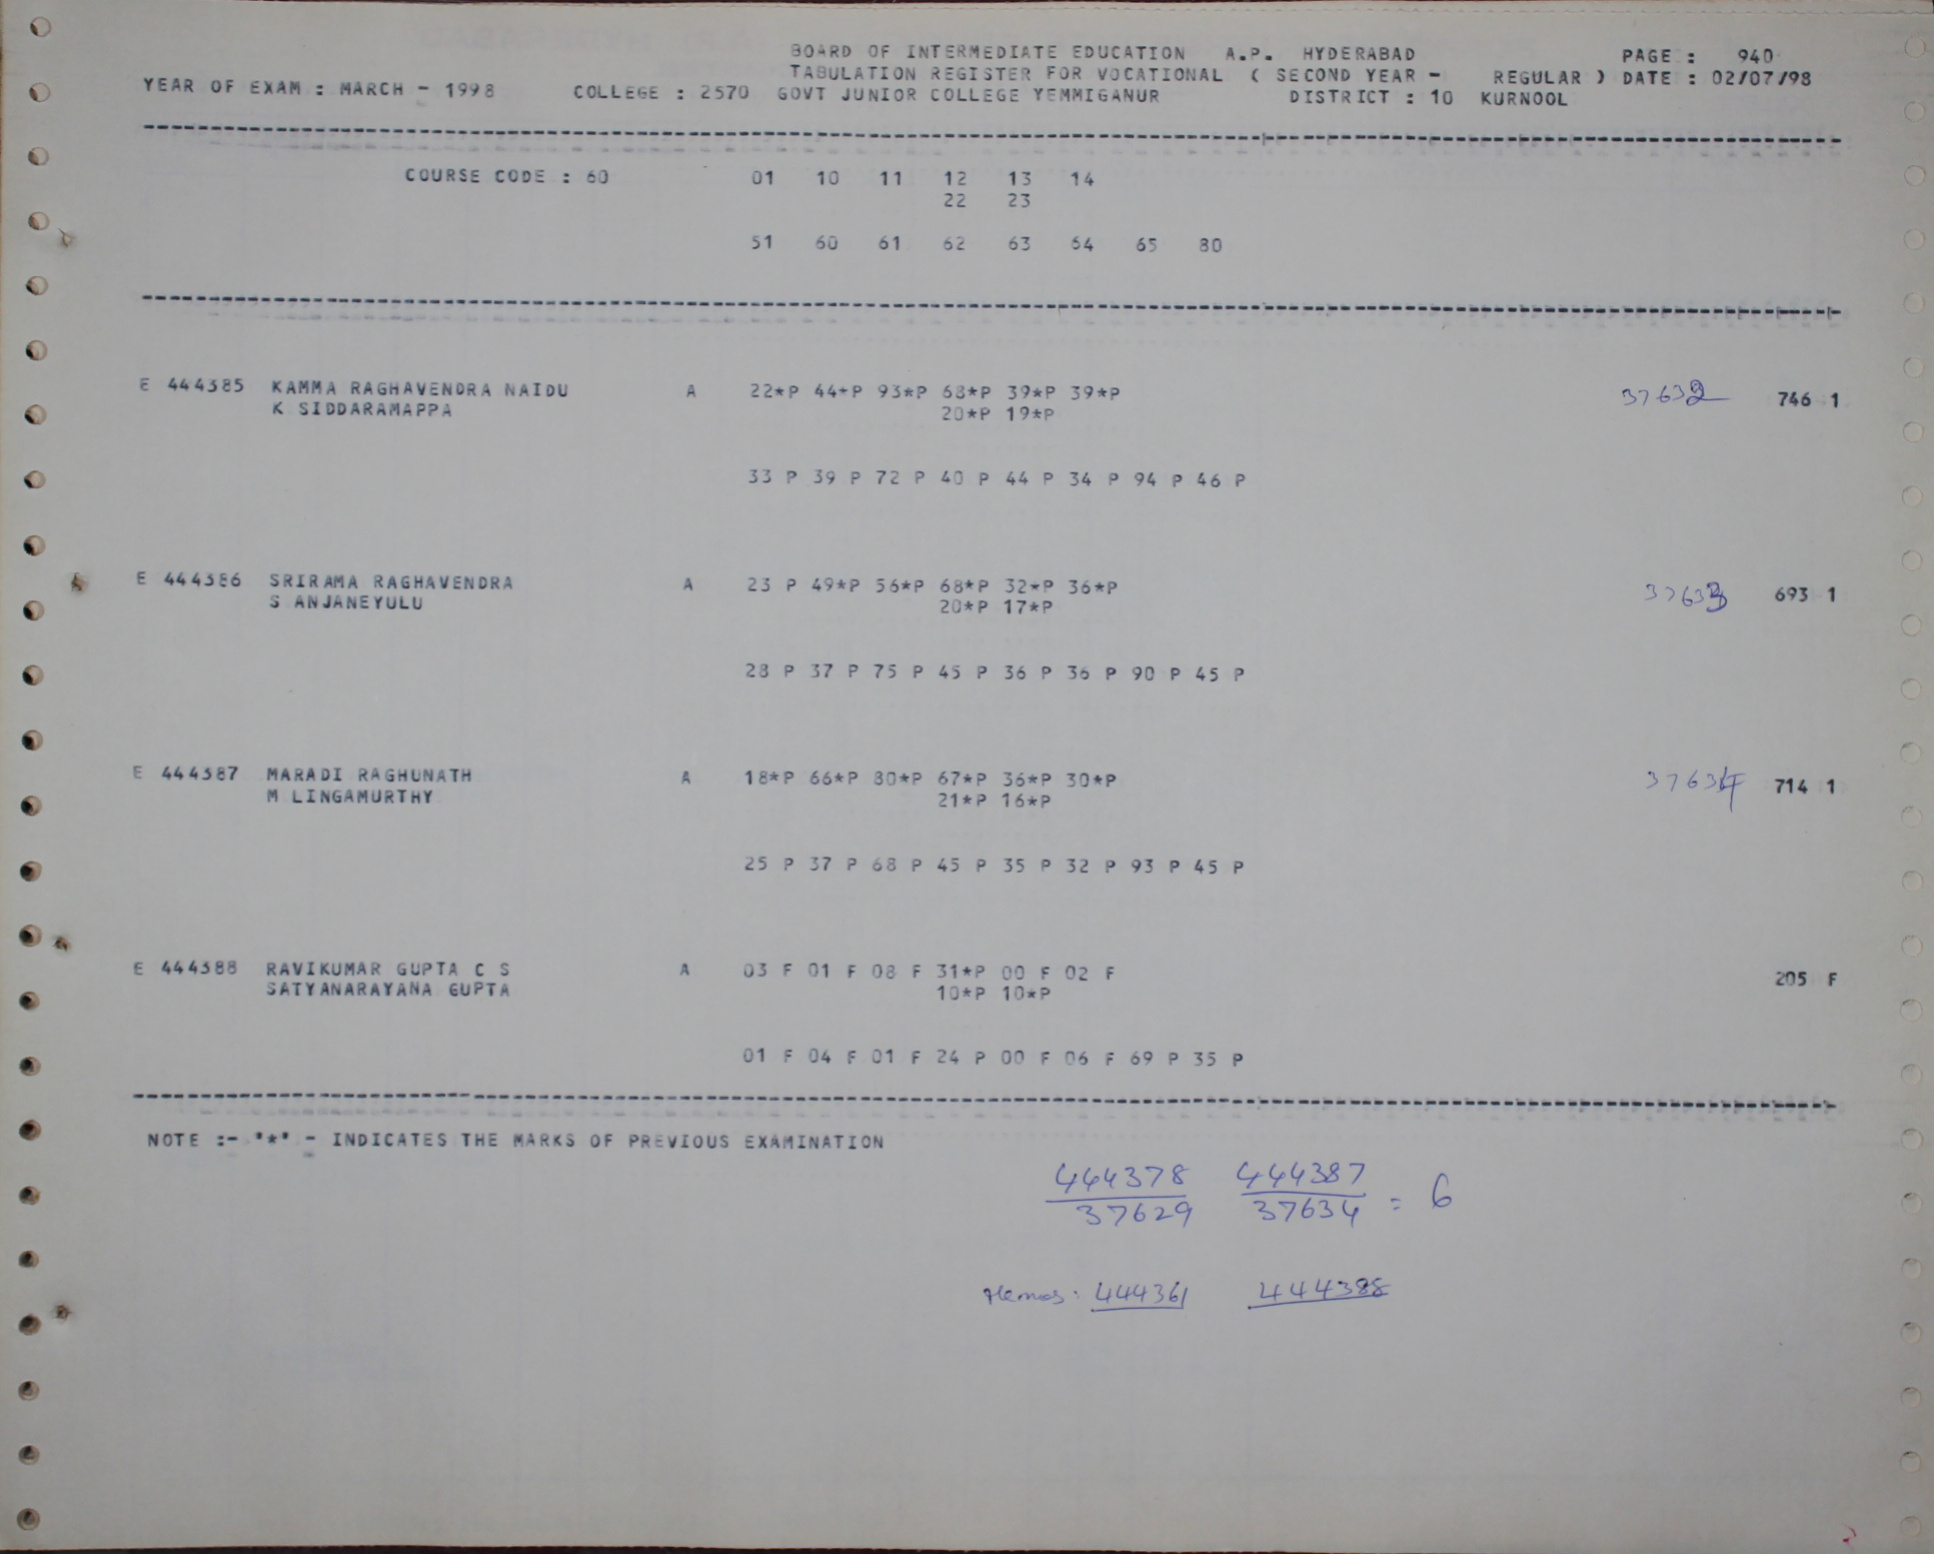 BOARD OF INTERMEDIATE EDUCATION A.P. HYDERABAD PAGE : 940
TABULATION REGISTER FOR VOCATIONAL ( SECOND YEAR - REGULAR ) DATE : 02/07/98
YEAR OF EXAM : MARCH - 1998 COLLEGE : 2570 GOVT JUNIOR COLLEGE YEMMIGANUR DISTRICT : 10 KURNOOL
COURSE CODE : 60 01 10 11 12 13 14
22 23
51 60 61 62 63 64 65 80
E 444385 KAMMA RAGHAVENDRA NAIDU A 22*P 44*P 93*P 68*P 39*P 39*P 37632 746 1
K SIDDARAMAPPA 20*P 19*P
33 P 39 P 72 P 40 P 44 P 34 P 94 P 46 P
E 444386 SRIRAMA RAGHAVENDRA A 23 P 49*P 56*P 68*P 32*P 36*P 37633 693 1
S ANJANEYULU 20*P 17*P
28 P 37 P 75 P 45 P 36 P 36 P 90 P 45 P
E 444387 MARADI RAGHUNATH A 18*P 66*P 80*P 67*P 36*P 30*P 37634 714 1
M LINGAMURTHY 21*P 16*P
25 P 37 P 68 P 45 P 35 P 32 P 93 P 45 P
E 444388 RAVIKUMAR GUPTA C S A 03 F 01 F 08 F 31*P 00 F 02 F 205 F
SATYANARAYANA GUPTA 10*P 10*P
01 F 04 F 01 F 24 P 00 F 06 F 69 P 35 P
NOTE :- "*" - INDICATES THE MARKS OF PREVIOUS EXAMINATION
444378 444387
37629 37634 = 6
Memos: 444361 444388